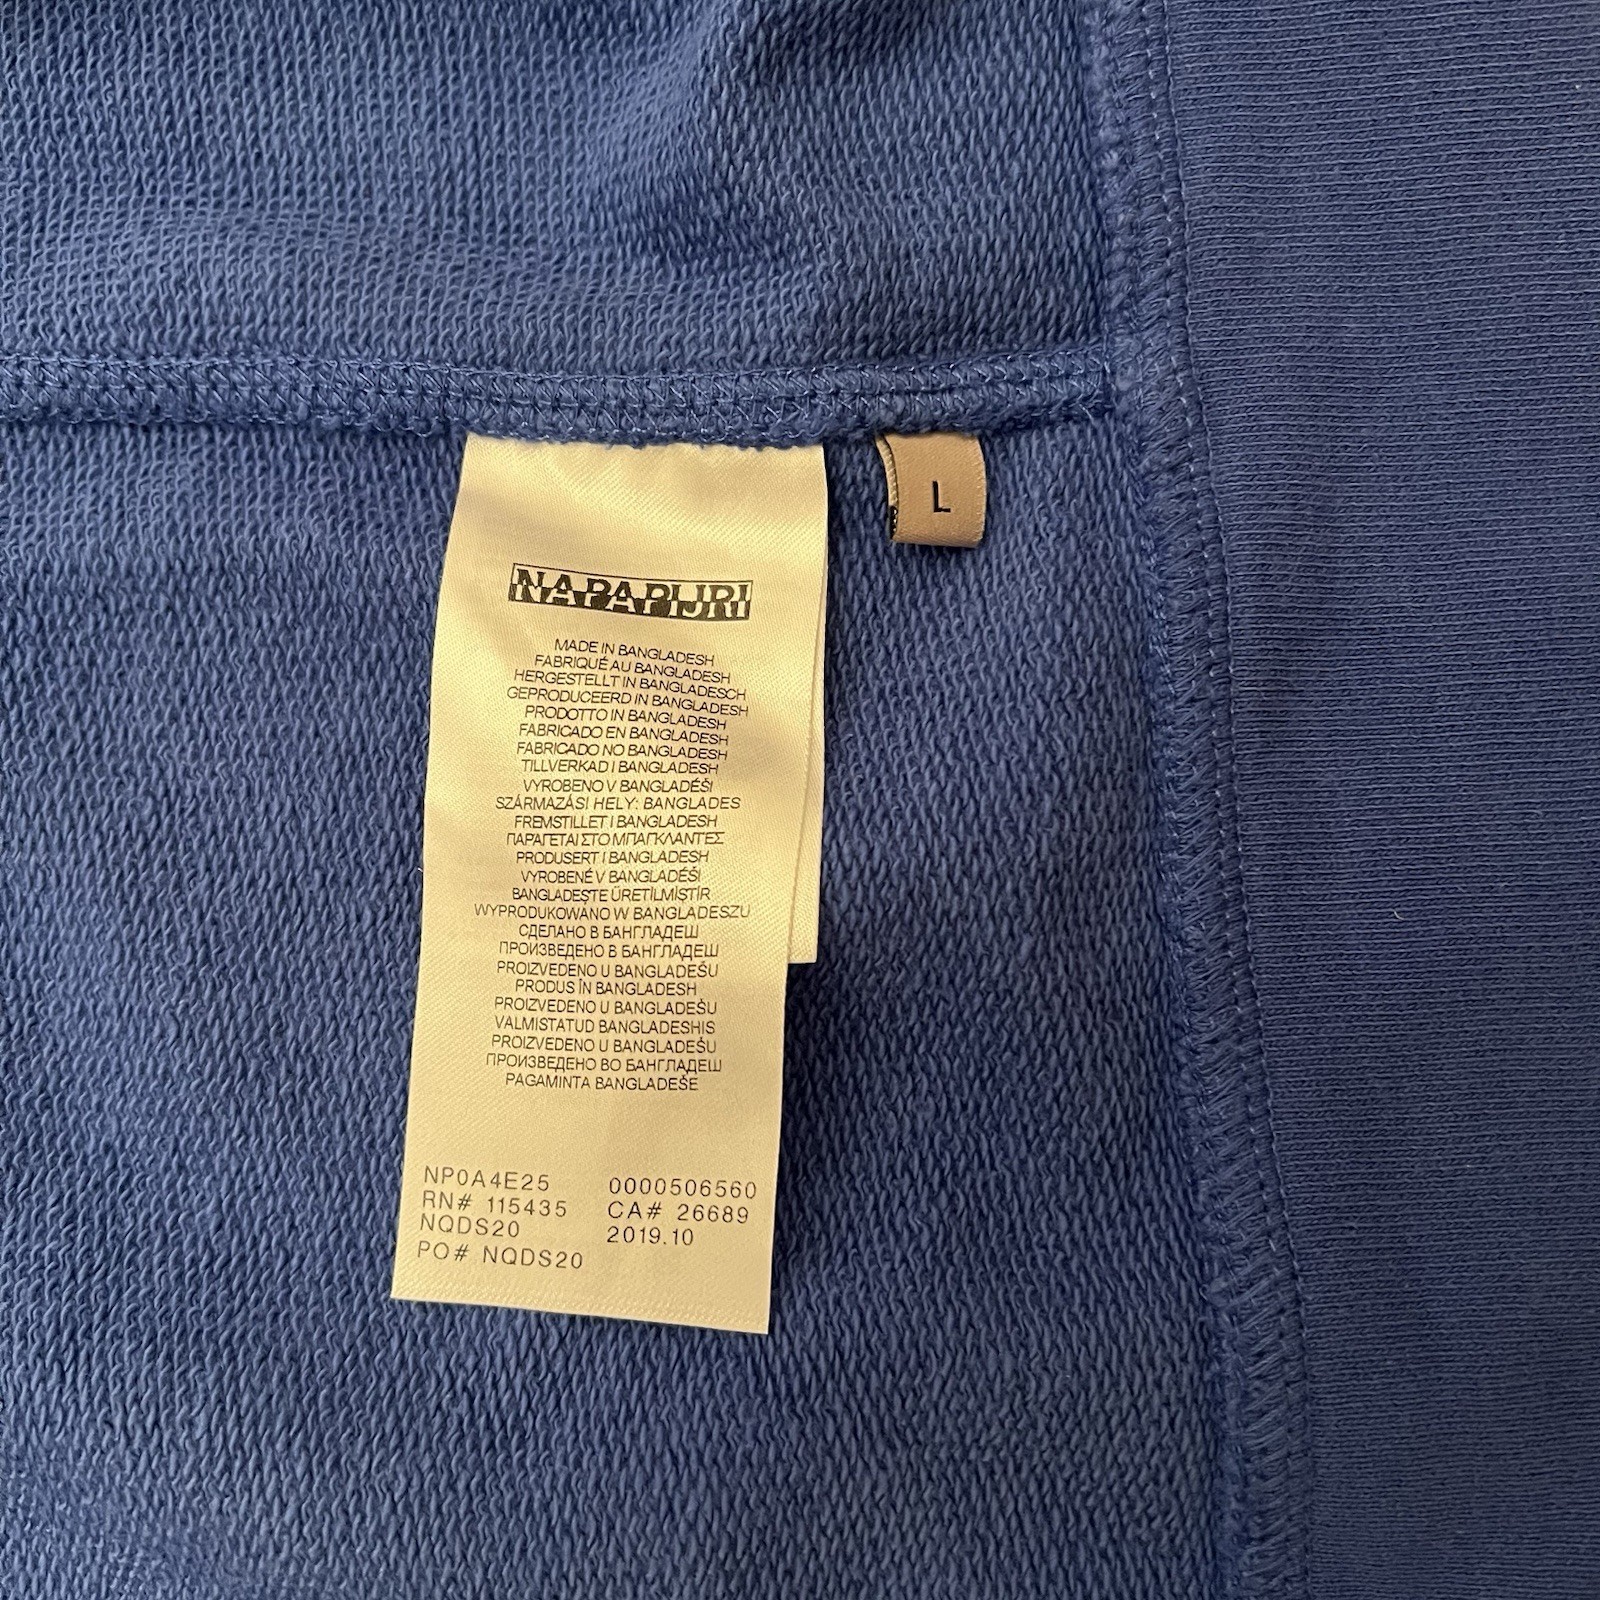 L
NAPAPIJRI
MADE IN BANGLADESH
FABRIQUÉ AU BANGLADESH
HERGESTELLT IN BANGLADESCH
GEPRODUCEERD IN BANGLADESH
PRODOTTO IN BANGLADESH
FABRICADO EN BANGLADESH
FABRICADO NO BANGLADESH
TILLVERKAD I BANGLADESH
VYROBENO V BANGLADÉŠI
SZÁRMAZÁSI HELY: BANGLADES
FREMSTILLET I BANGLADESH
ΠΑΡΑΓΕΤΑΙ ΣΤΟ ΜΠΑΓΚΛΑΝΤΕΣ
PRODUSERT I BANGLADESH
VYROBENÉ V BANGLADÉŠI
BANGLADEŞTE ÜRETİLMİŞTİR
WYPRODUKOWANO W BANGLADESZU
СДЕЛАНО В БАНГЛАДЕШ
ПРОИЗВЕДЕНО В БАНГЛАДЕШ
PROIZVEDENO U BANGLADEŠU
PRODUS ÎN BANGLADESH
PROIZVEDENO U BANGLADEŠU
VALMISTATUD BANGLADESHIS
PROIZVEDENO U BANGLADEŠU
ПРОИЗВЕДЕНО ВО БАНГЛАДЕШ
PAGAMINTA BANGLADEŠE
NP0A4E25 0000506560
RN# 115435 CA# 26689
NQDS20 2019.10
PO# NQDS20